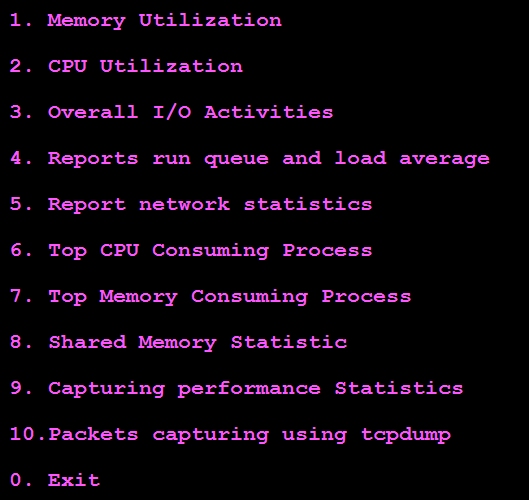 1. Memory Utilization
2. CPU Utilization
3. Overall I/O Activities
4. Reports run queue and load average
5. Report network statistics
6. Top CPU Consuming Process
7. Top Memory Consuming Process
8. Shared Memory Statistic
9. Capturing performance Statistics
10.Packets capturing using tcpdump
0. Exit